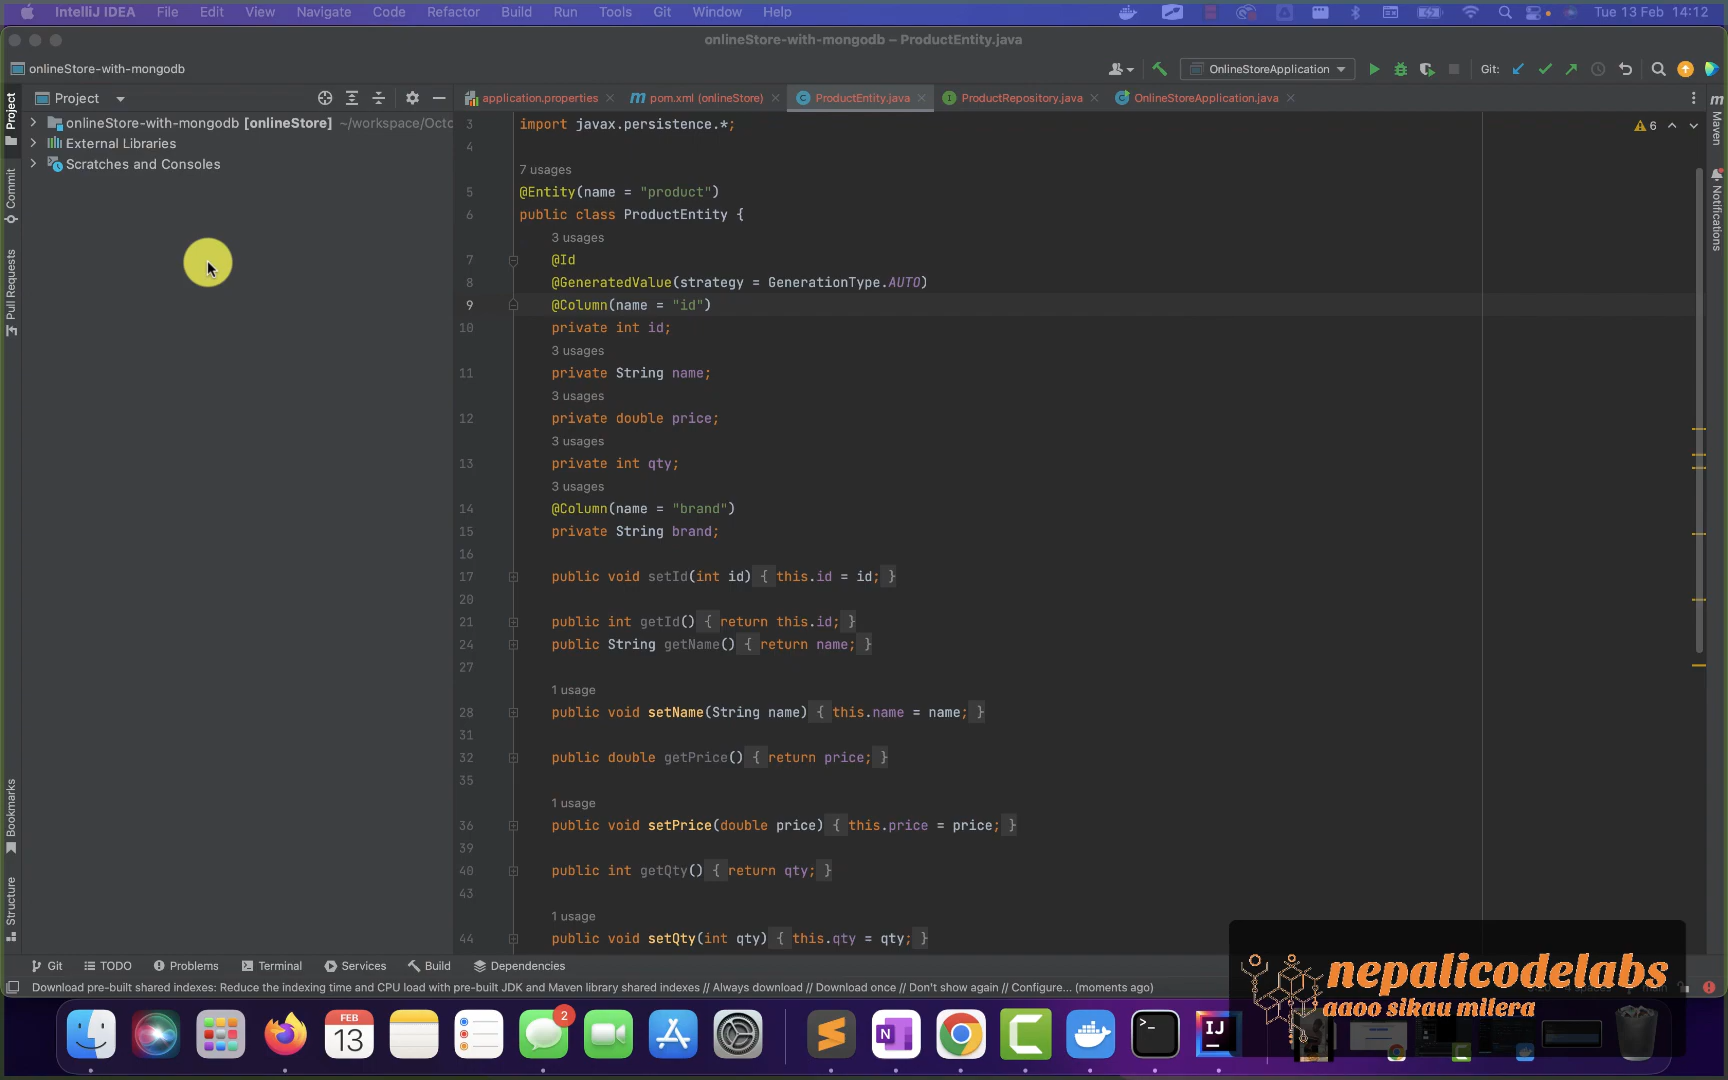 IntelliJ IDEA File Edit View Navigate Code Refactor Build Run Tools Git Window Help Tue 13 Feb 14:12
onlineStore-with-mongodb – ProductEntity.java
onlineStore-with-mongodb OnlineStoreApplication Git:
Project application.properties pom.xml (onlineStore) ProductEntity.java ProductRepository.java OnlineStoreApplication.java
onlineStore-with-mongodb [onlineStore] ~/workspace/Octo
External Libraries
Scratches and Consoles
Project
Commit
Pull Requests
Bookmarks
Structure
3 import javax.persistence.*;
6
4
7 usages
5 @Entity(name = "product")
6 public class ProductEntity {
3 usages
7 @Id
8 @GeneratedValue(strategy = GenerationType.AUTO)
9 @Column(name = "id")
10 private int id;
3 usages
11 private String name;
3 usages
12 private double price;
3 usages
13 private int qty;
3 usages
14 @Column(name = "brand")
15 private String brand;
16
17 public void setId(int id) { this.id = id; }
20
21 public int getId() { return this.id; }
24 public String getName() { return name; }
27
1 usage
28 public void setName(String name) { this.name = name; }
31
32 public double getPrice() { return price; }
35
1 usage
36 public void setPrice(double price) { this.price = price; }
39
40 public int getQty() { return qty; }
43
1 usage
44 public void setQty(int qty) { this.qty = qty; }
m
Maven
Notifications
Git TODO Problems Terminal Services Build Dependencies
Download pre-built shared indexes: Reduce the indexing time and CPU load with pre-built JDK and Maven library shared indexes // Always download // Download once // Don't show again // Configure... (moments ago)
nepalicodelabs
aaoo sikau milera
FEB
13
2
N
IJ